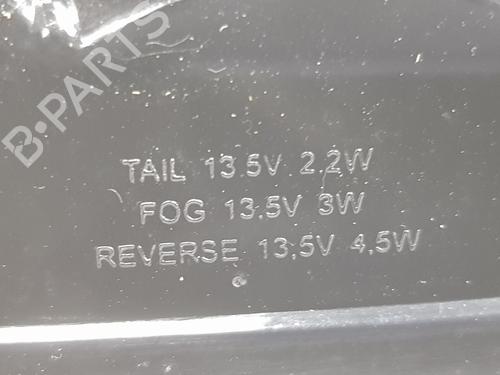 B-PARTS
TAIL 13.5V 2,2W
FOG 13.5V 3W
REVERSE 13,5V 4,5W